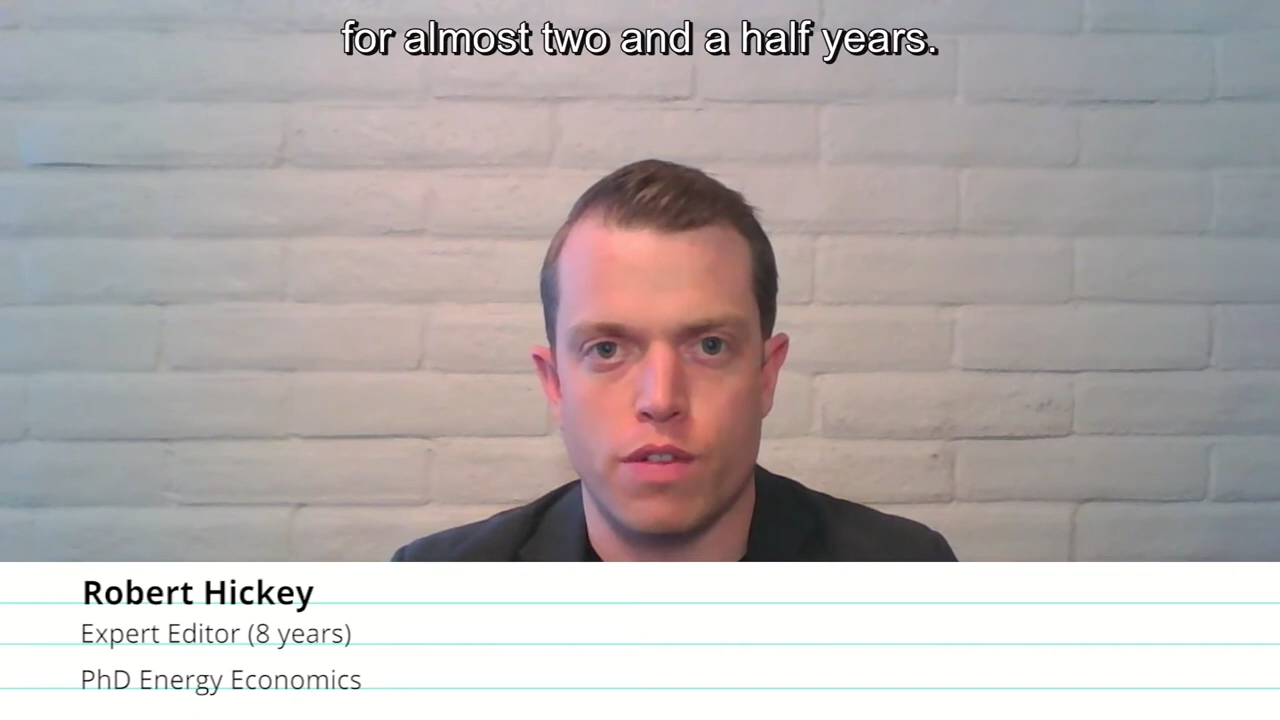 for almost two and a half years.
Robert Hickey
Expert Editor (8 years)
PhD Energy Economics